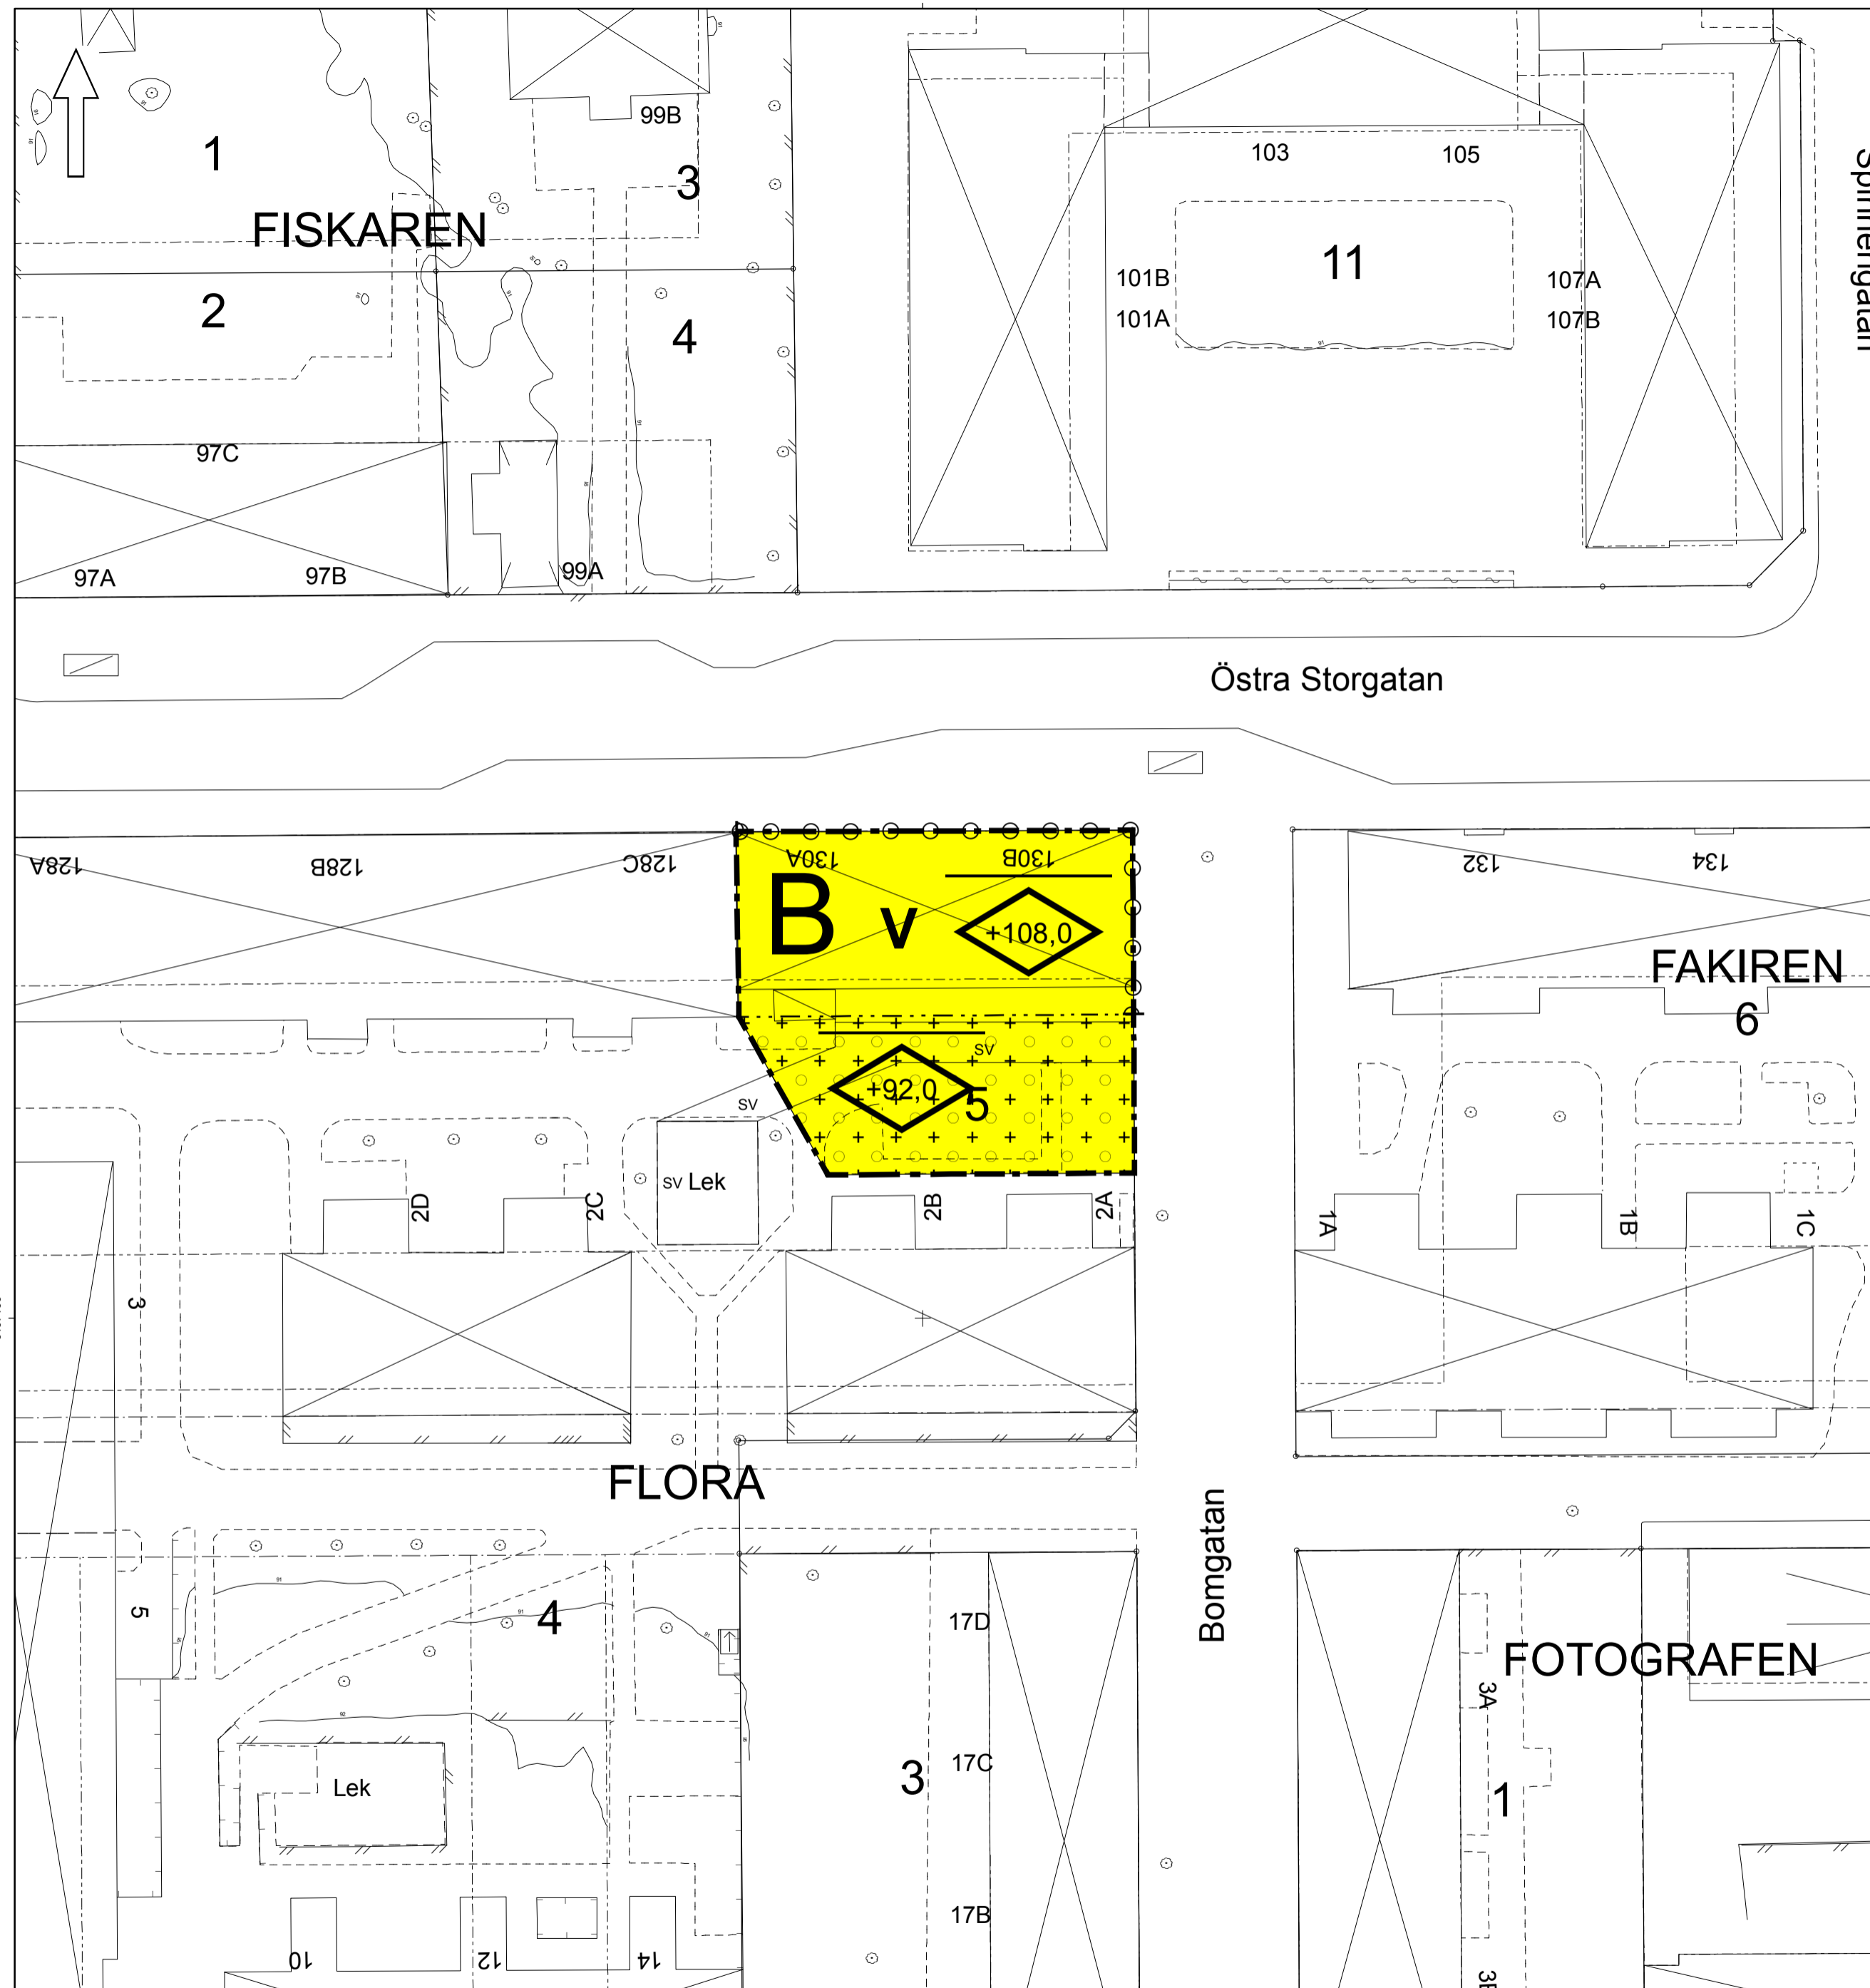 99B
1
3
103
105
FISKAREN
11
101B
107A
2
4
101A
107B
97C
97A
97B
99A
Östra Storgatan
128A
128B
128C
130A
130B
132
134
B v +108,0
FAKIREN
6
sv
+92,0
5
sv
sv Lek
2D
2C
2B
2A
1A
1B
1C
3
FLORA
Bomgatan
5
4
17D
FOTOGRAFEN
3A
17C
3
Lek
1
17B
10
12
14